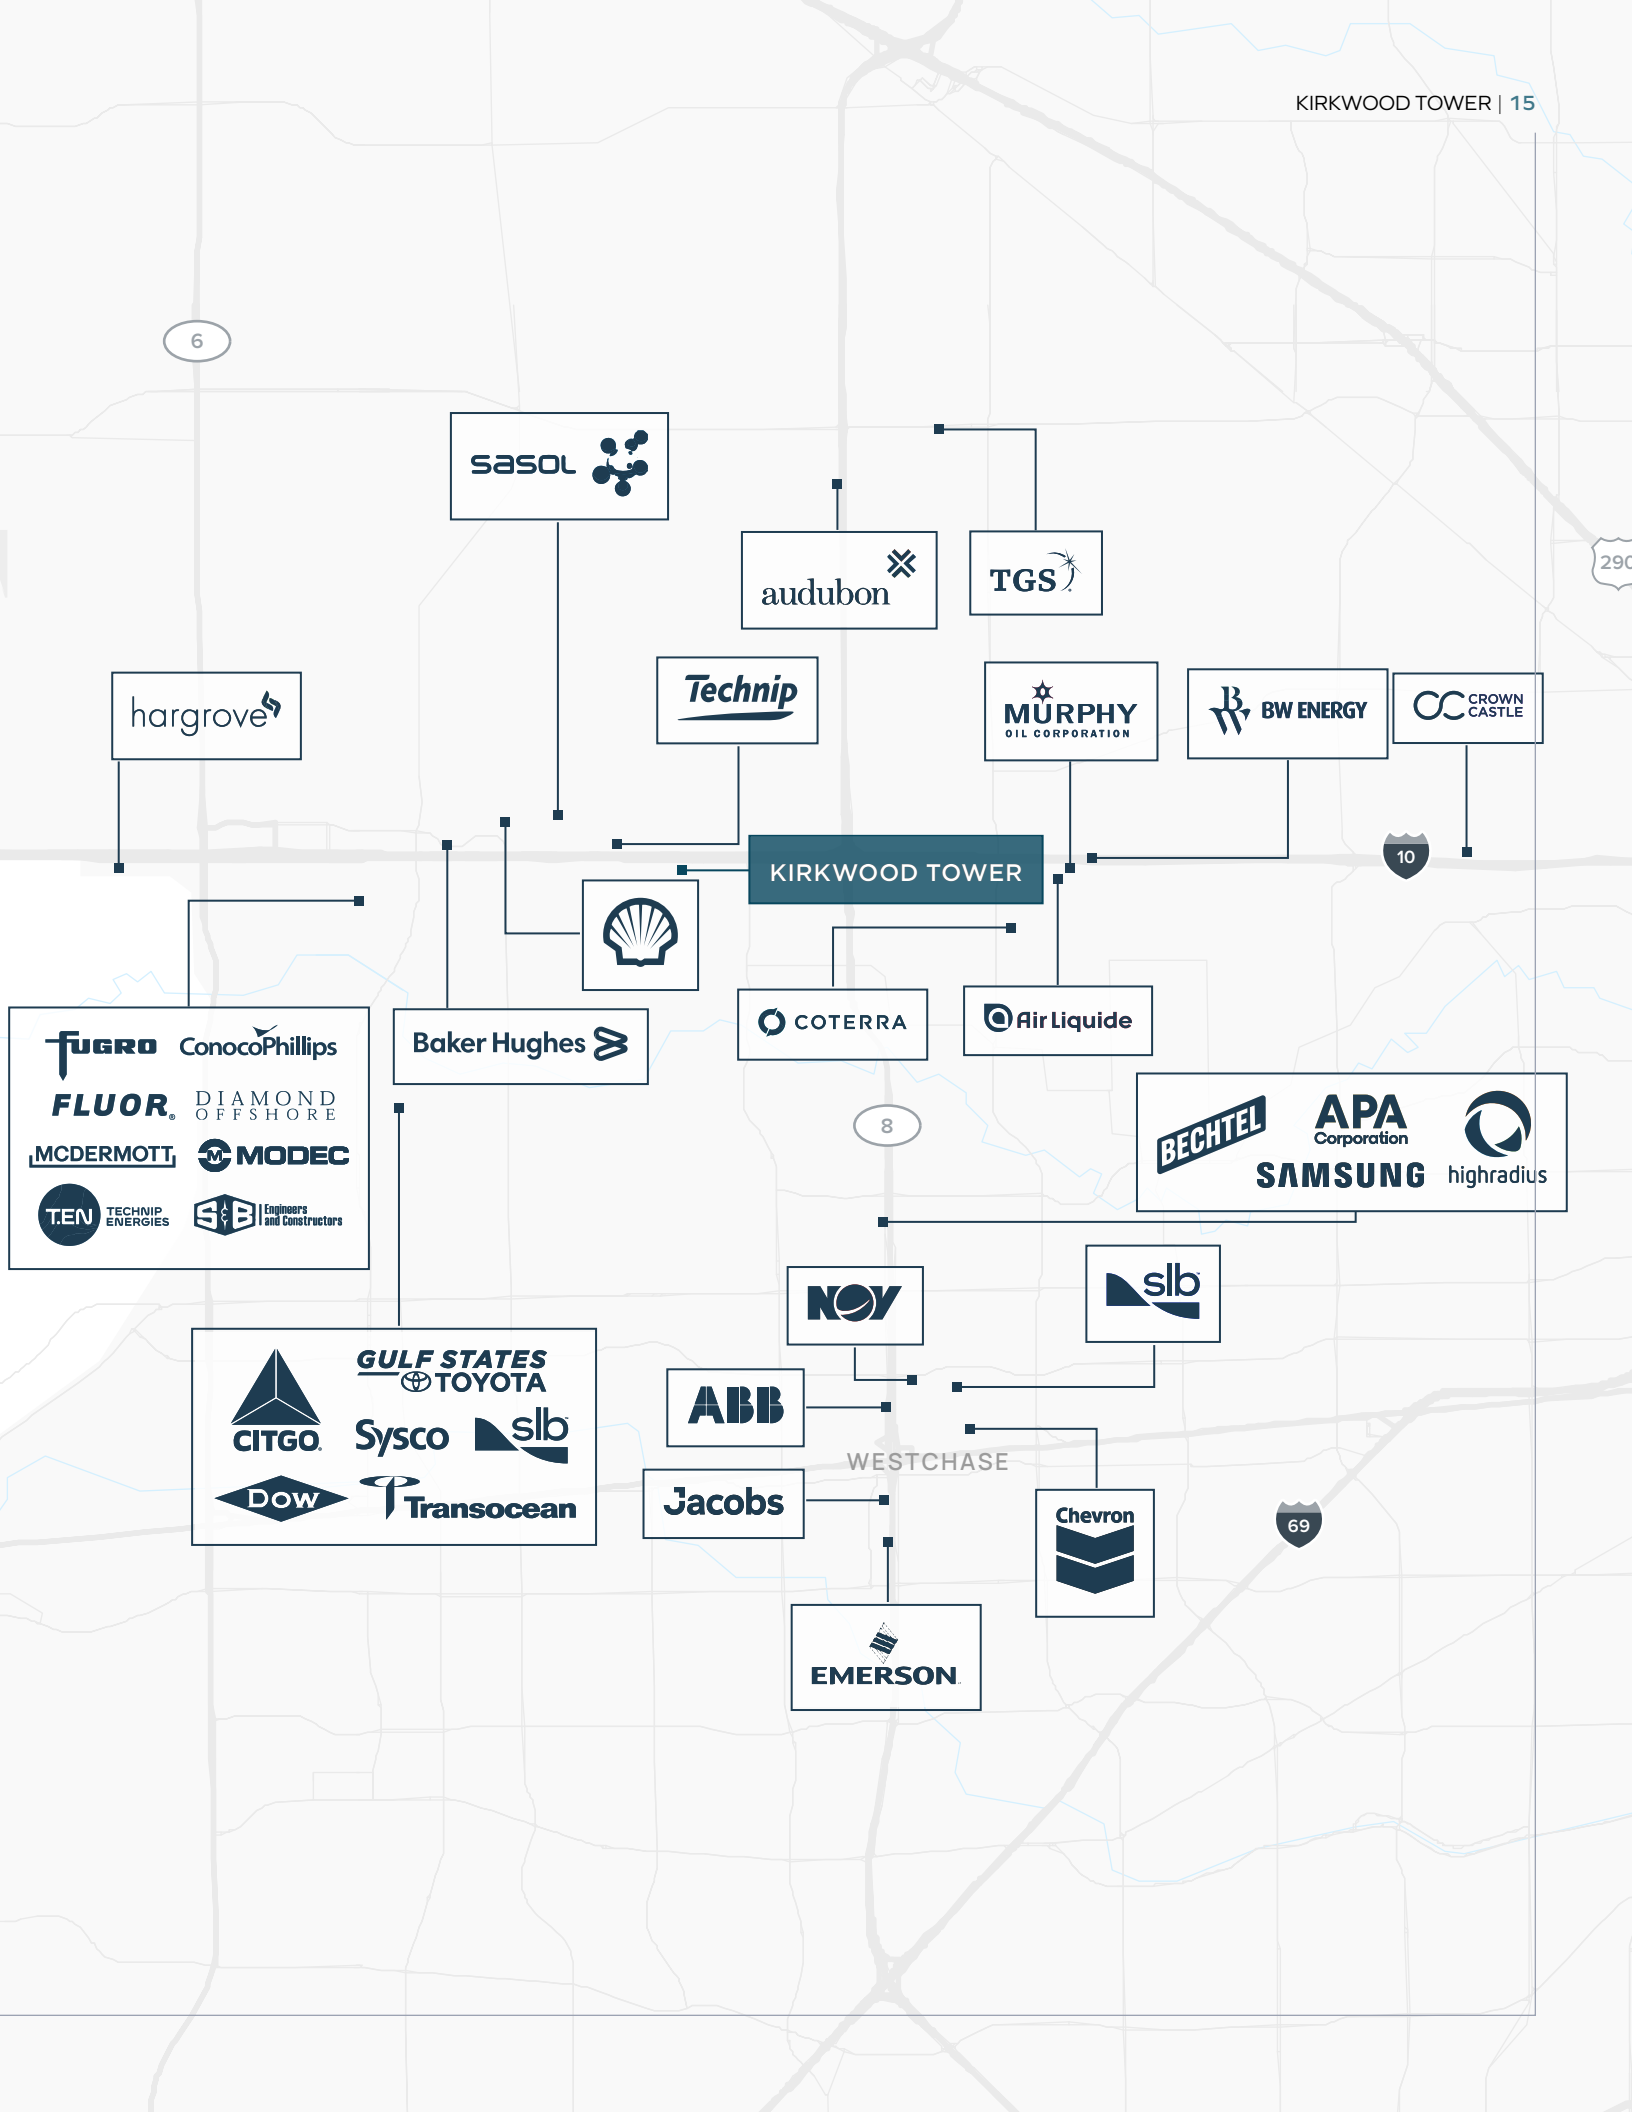 KIRKWOOD TOWER | 15
6
sasol
290
audubon
TGS
hargrove
Technip
MURPHY
OIL CORPORATION
BW
BW ENERGY
CROWN
CASTLE
KIRKWOOD TOWER
10
COTERRA
Air Liquide
FUGRO
ConocoPhillips
Baker Hughes
FLUOR®
DIAMOND
OFFSHORE
MCDERMOTT
M MODEC
T.EN TECHNIP
ENERGIES
S&B Engineers
and Constructors
8
BECHTEL
APA
Corporation
SAMSUNG
highradius
NOV
slb
CITGO
GULF STATES
TOYOTA
Sysco
slb
Dow
Transocean
ABB
WESTCHASE
Jacobs
Chevron
69
EMERSON